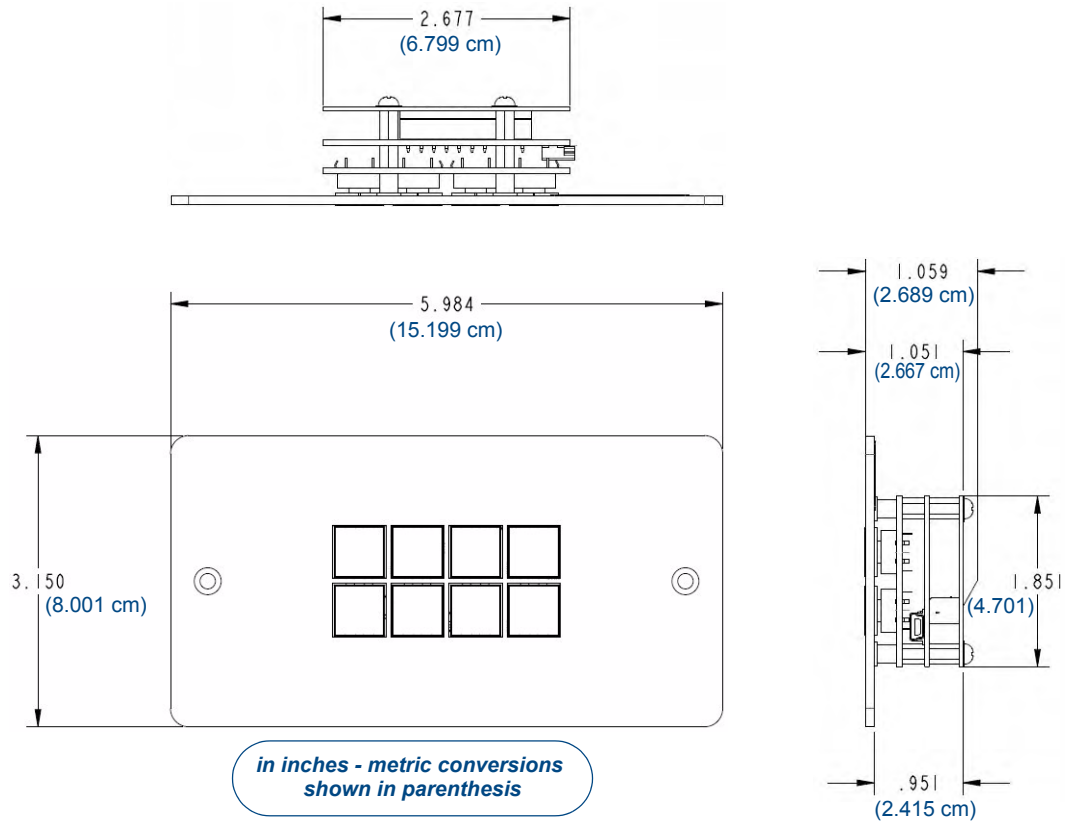 2.677
(6.799 cm)
1.059
(2.689 cm)
5.984
(15.199 cm)
1.051
(2.667 cm)
3.150
(8.001 cm)
1.851
(4.701)
in inches - metric conversions
shown in parenthesis
.951
(2.415 cm)